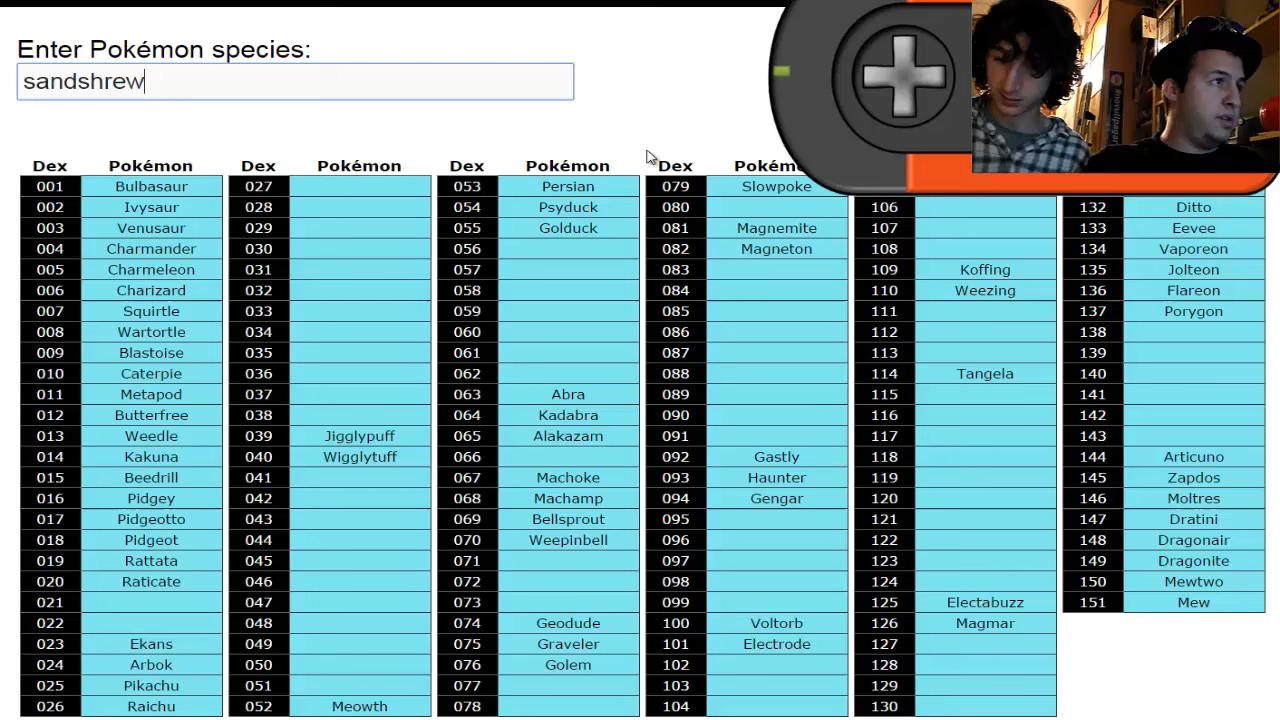 Enter Pokémon species:
sandshrew
Dex Pokémon Dex Pokémon Dex Pokémon Dex Pokém
001 Bulbasaur 027 053 Persian 079 Slowpoke
002 Ivysaur 028 054 Psyduck 080 106 132 Ditto
003 Venusaur 029 055 Golduck 081 Magnemite 107 133 Eevee
004 Charmander 030 056 082 Magneton 108 134 Vaporeon
005 Charmeleon 031 057 083 109 Koffing 135 Jolteon
006 Charizard 032 058 084 110 Weezing 136 Flareon
007 Squirtle 033 059 085 111 137 Porygon
008 Wartortle 034 060 086 112 138
009 Blastoise 035 061 087 113 139
010 Caterpie 036 062 088 114 Tangela 140
011 Metapod 037 063 Abra 089 115 141
012 Butterfree 038 064 Kadabra 090 116 142
013 Weedle 039 Jigglypuff 065 Alakazam 091 117 143
014 Kakuna 040 Wigglytuff 066 092 Gastly 118 144 Articuno
015 Beedrill 041 067 Machoke 093 Haunter 119 145 Zapdos
016 Pidgey 042 068 Machamp 094 Gengar 120 146 Moltres
017 Pidgeotto 043 069 Bellsprout 095 121 147 Dratini
018 Pidgeot 044 070 Weepinbell 096 122 148 Dragonair
019 Rattata 045 071 097 123 149 Dragonite
020 Raticate 046 072 098 124 150 Mewtwo
021 047 073 099 125 Electabuzz 151 Mew
022 048 074 Geodude 100 Voltorb 126 Magmar
023 Ekans 049 075 Graveler 101 Electrode 127
024 Arbok 050 076 Golem 102 128
025 Pikachu 051 077 103 129
026 Raichu 052 Meowth 078 104 130